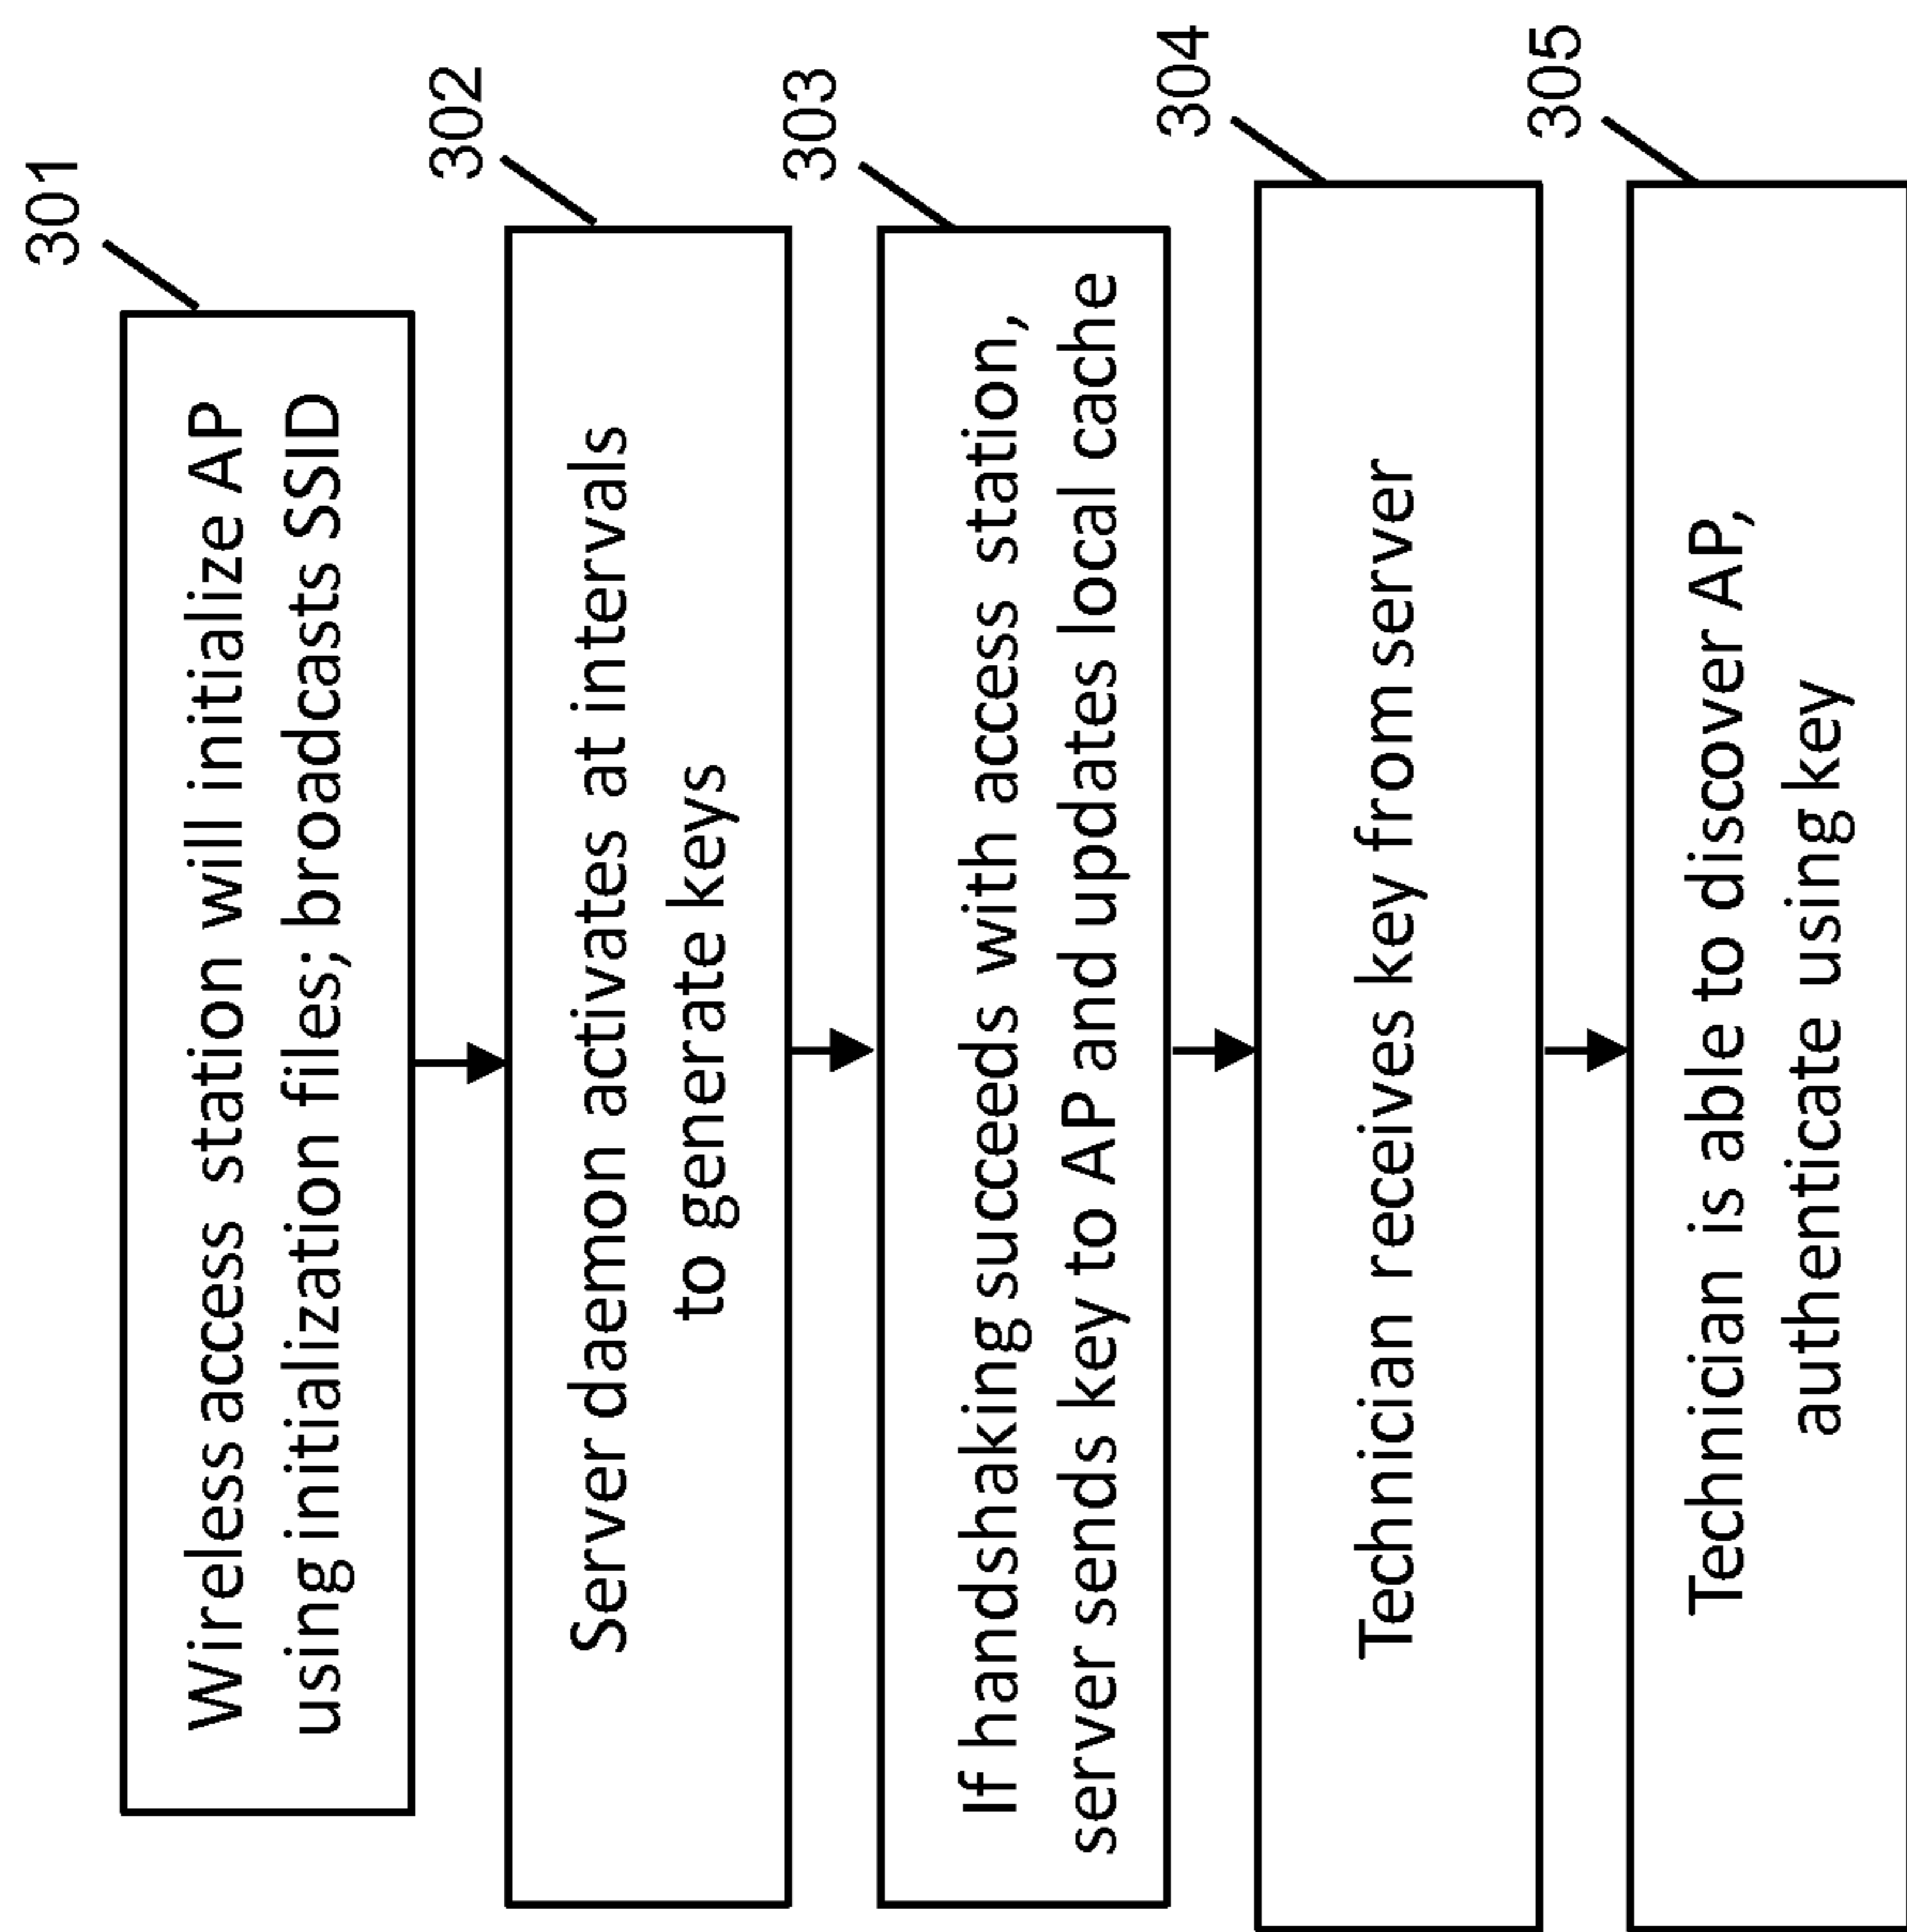 301
Wireless access station will initialize AP
using initialization files; broadcasts SSID
302
Server daemon activates at intervals
to generate keys
303
If handshaking succeeds with access station,
server sends key to AP and updates local cache
304
Technician receives key from server
305
Technician is able to discover AP,
authenticate using key